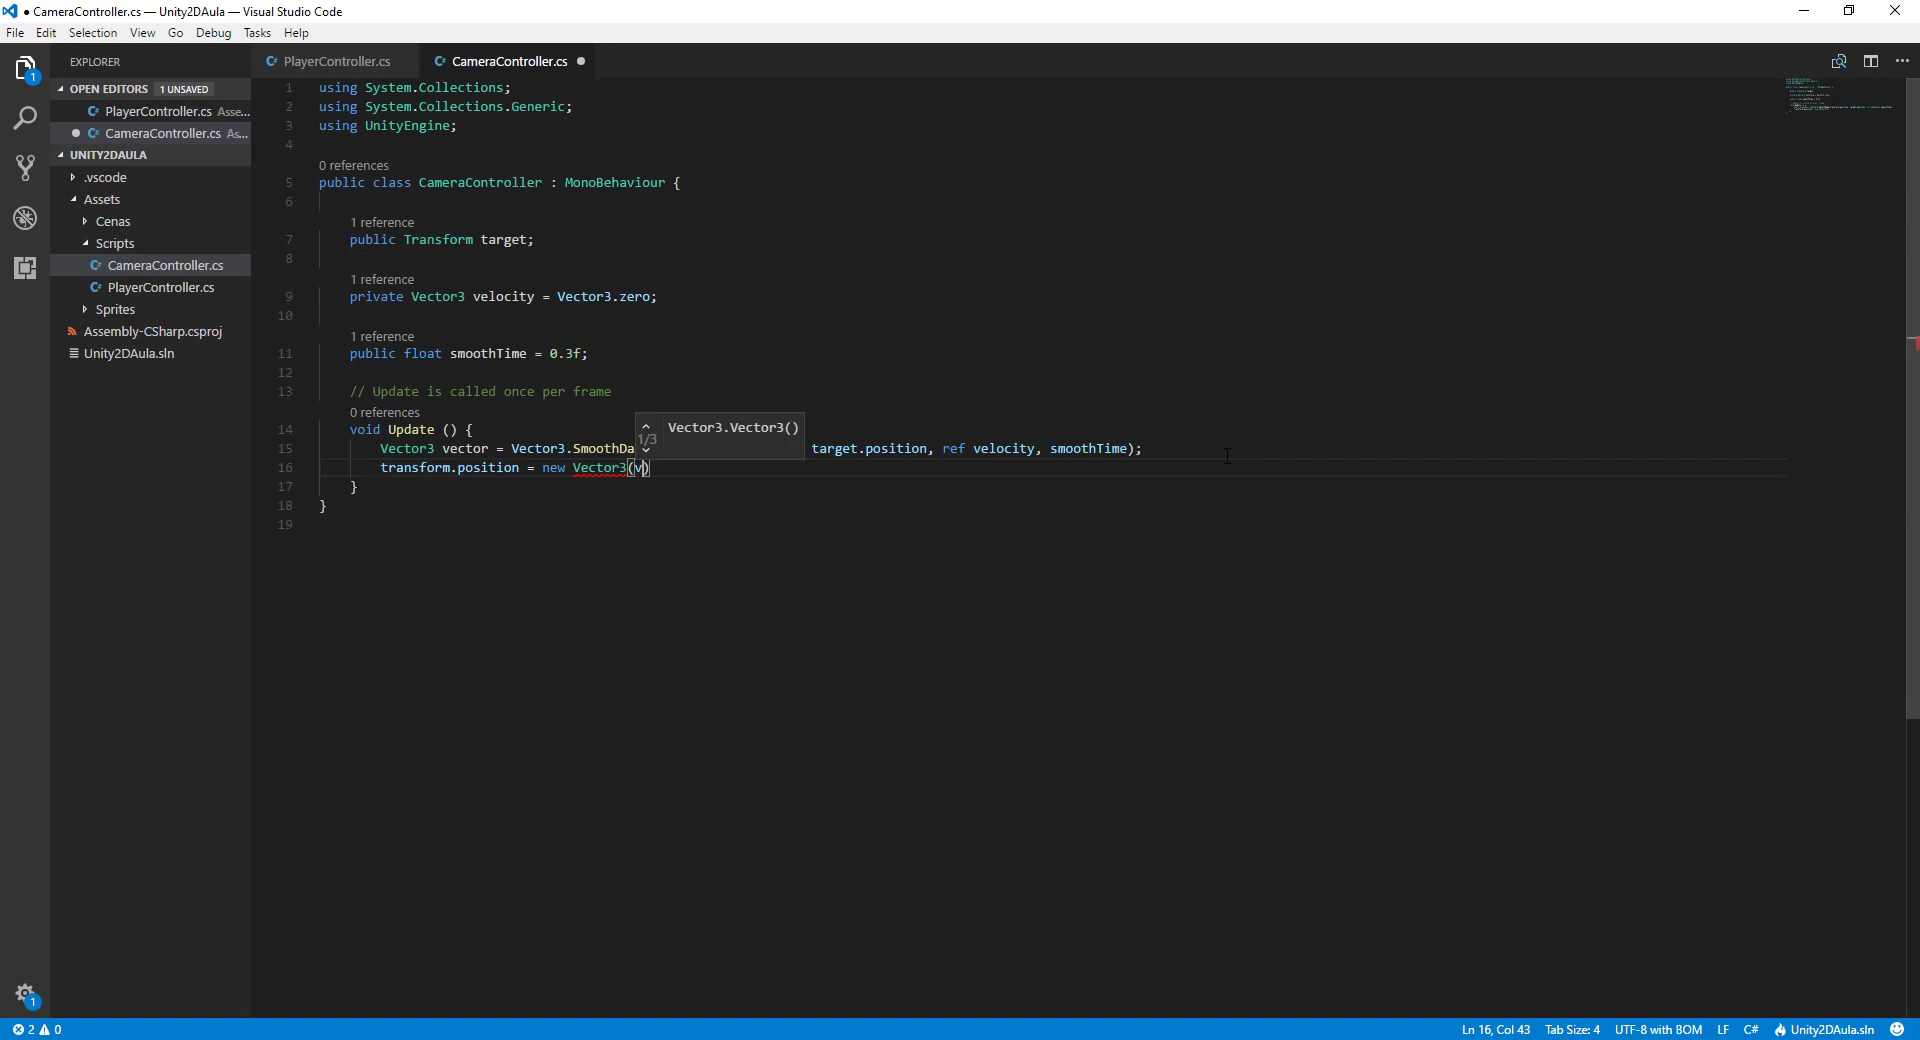 ● CameraController.cs — Unity2DAula — Visual Studio Code
File Edit Selection View Go Debug Tasks Help
EXPLORER
OPEN EDITORS 1 UNSAVED
PlayerController.cs Asse...
CameraController.cs As...
UNITY2DAULA
.vscode
Assets
Cenas
Scripts
CameraController.cs
PlayerController.cs
Sprites
Assembly-CSharp.csproj
Unity2DAula.sln
1
1
PlayerController.cs CameraController.cs ●
1 using System.Collections;
2 using System.Collections.Generic;
3 using UnityEngine;
4
0 references
5 public class CameraController : MonoBehaviour {
6
1 reference
7 public Transform target;
8
1 reference
9 private Vector3 velocity = Vector3.zero;
10
1 reference
11 public float smoothTime = 0.3f;
12
13 // Update is called once per frame
0 references
14 void Update () {
1/3 Vector3.Vector3()
15 Vector3 vector = Vector3.SmoothDa target.position, ref velocity, smoothTime);
16 transform.position = new Vector3(v)
17 }
18 }
19
2 0
Ln 16, Col 43 Tab Size: 4 UTF-8 with BOM LF C# Unity2DAula.sln